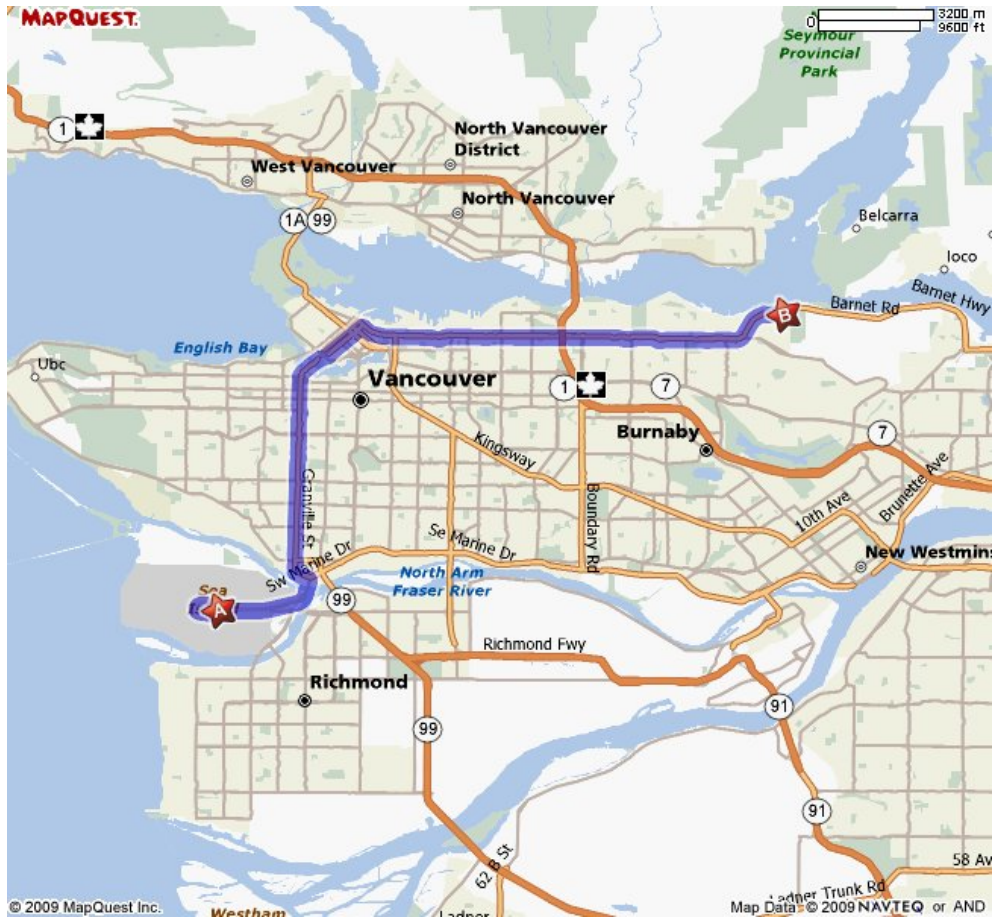 MAPQUEST.
0 3200 m
9600 ft
Seymour
Provincial
Park
1
North Vancouver
District
West Vancouver
North Vancouver
1A 99
Belcarra
Ioco
Barnet Hwy
Barnet Rd
B
English Bay
Ubc
Vancouver
1
7
Burnaby
7
Kingsway
Granville St
Boundary Rd
10th Ave
Brunette Ave
Se Marine Dr
Sw Marine Dr
New Westmins
North Arm
Fraser River
Sea
A
99
Richmond Fwy
Richmond
91
99
91
62 B St
58 Av
Ladner Trunk Rd
Ladner
Westham
© 2009 MapQuest Inc.
Map Data © 2009 NAVTEQ or AND